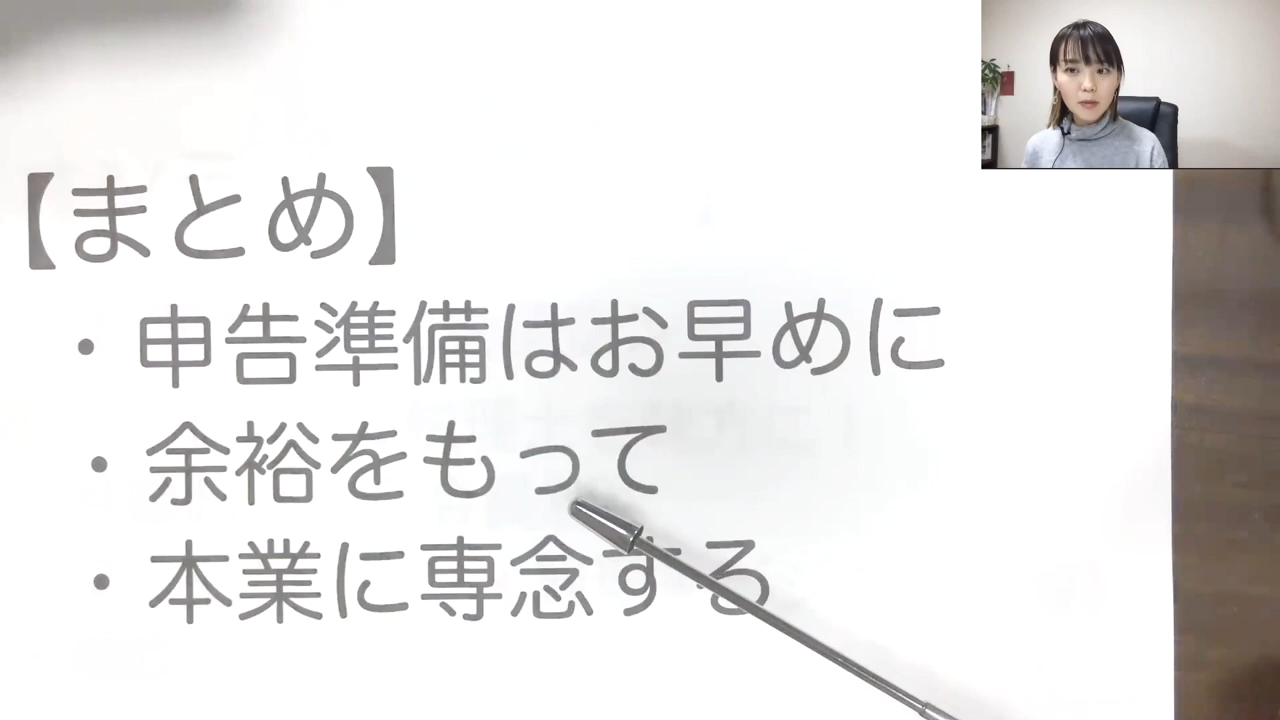 【まとめ】
・申告準備はお早めに
・余裕をもって
・本業に専念する